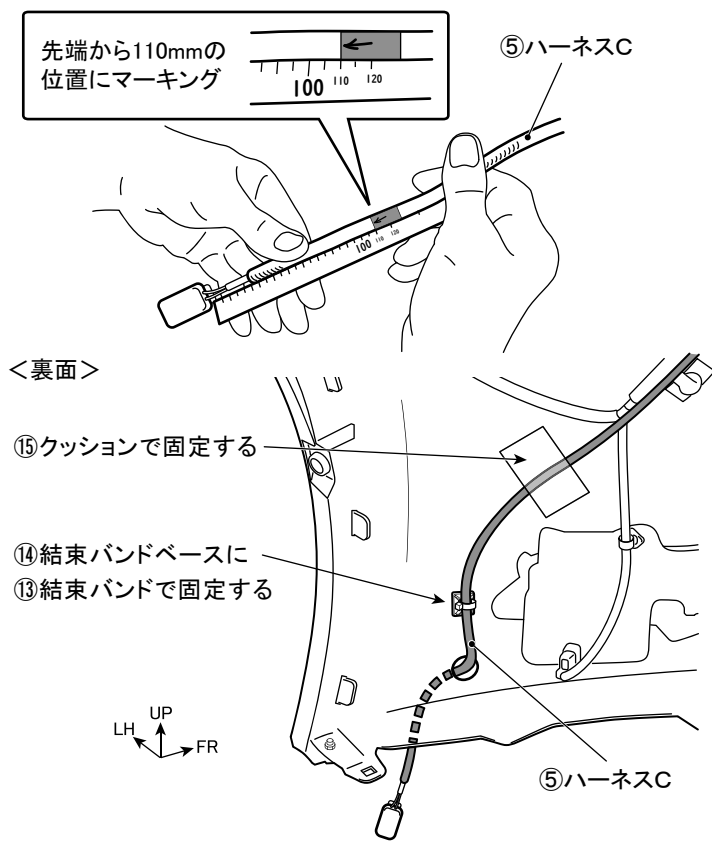 先端から110mmの
位置にマーキング
100 110 120
⑤ハーネスC
100 110 120
＜裏面＞
⑮クッションで固定する
⑭結束バンドベースに
⑬結束バンドで固定する
UP
LH
FR
⑤ハーネスC